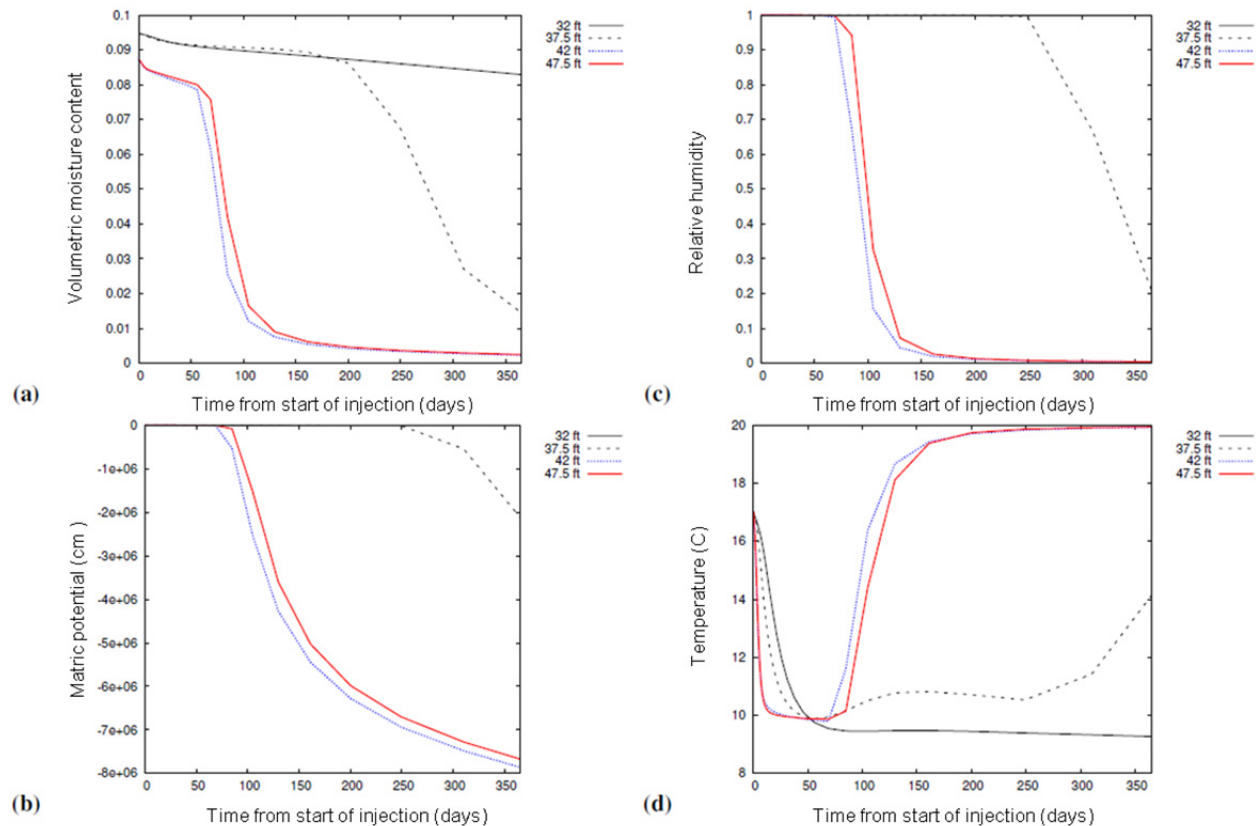 0.1
0.09
0.08
0.07
0.06
0.05
0.04
0.03
0.02
0.01
0
0 50 100 150 200 250 300 350
Volumetric moisture content
Time from start of injection (days)
32 ft
37.5 ft
42 ft
47.5 ft
(a)
1
0.9
0.8
0.7
0.6
0.5
0.4
0.3
0.2
0.1
0
0 50 100 150 200 250 300 350
Relative humidity
Time from start of injection (days)
32 ft
37.5 ft
42 ft
47.5 ft
(c)
0
-1e+06
-2e+06
-3e+06
-4e+06
-5e+06
-6e+06
-7e+06
-8e+06
0 50 100 150 200 250 300 350
Matric potential (cm )
Time from start of injection (days)
32 ft
37.5 ft
42 ft
47.5 ft
(b)
20
18
16
14
12
10
8
0 50 100 150 200 250 300 350
Temperature (C)
Time from start of injection (days)
32 ft
37.5 ft
42 ft
47.5 ft
(d)